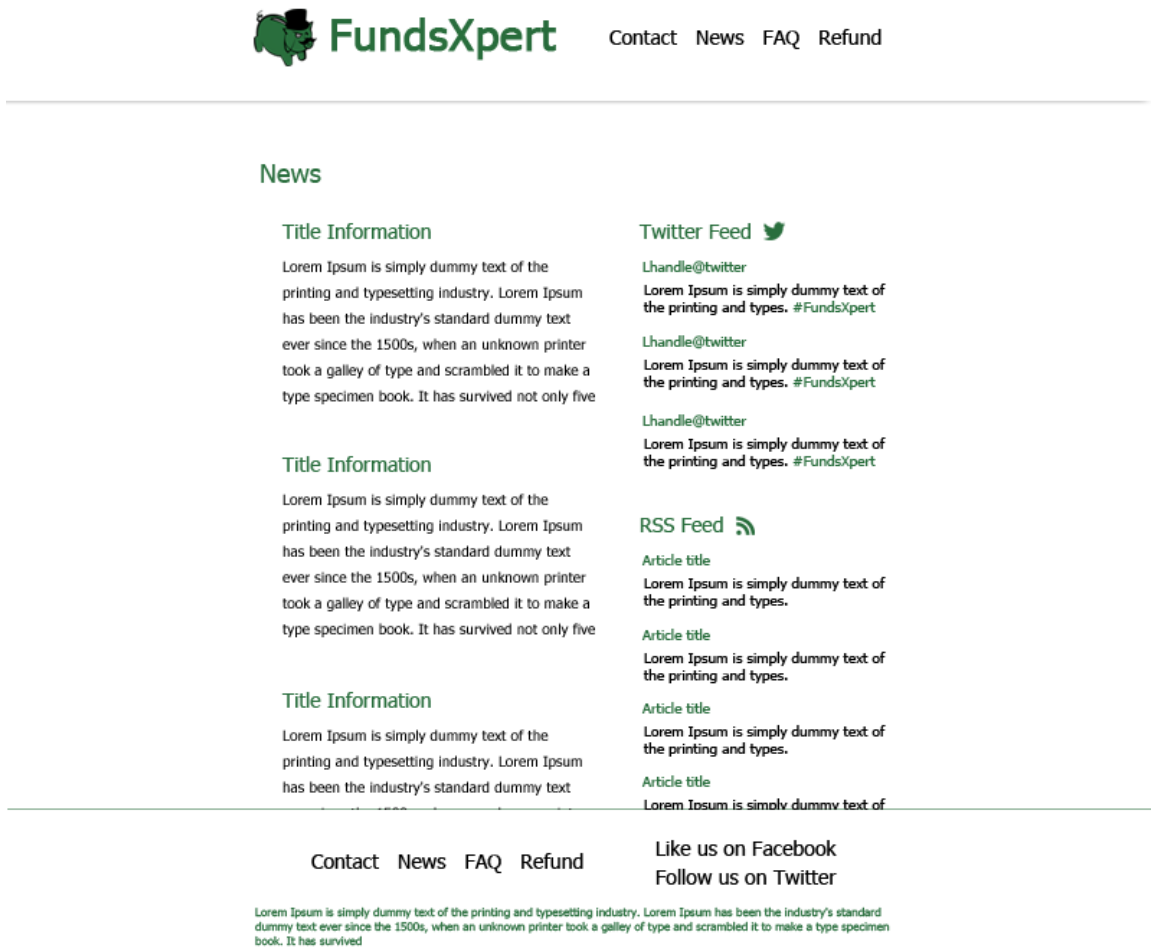 FundsXpert
Contact News FAQ Refund
News
Title Information
Lorem Ipsum is simply dummy text of the
printing and typesetting industry. Lorem Ipsum
has been the industry's standard dummy text
ever since the 1500s, when an unknown printer
took a galley of type and scrambled it to make a
type specimen book. It has survived not only five
Title Information
Lorem Ipsum is simply dummy text of the
printing and typesetting industry. Lorem Ipsum
has been the industry's standard dummy text
ever since the 1500s, when an unknown printer
took a galley of type and scrambled it to make a
type specimen book. It has survived not only five
Title Information
Lorem Ipsum is simply dummy text of the
printing and typesetting industry. Lorem Ipsum
has been the industry's standard dummy text
Twitter Feed
Lhandle@twitter
Lorem Ipsum is simply dummy text of
the printing and types. #FundsXpert
Lhandle@twitter
Lorem Ipsum is simply dummy text of
the printing and types. #FundsXpert
Lhandle@twitter
Lorem Ipsum is simply dummy text of
the printing and types. #FundsXpert
RSS Feed
Article title
Lorem Ipsum is simply dummy text of
the printing and types.
Article title
Lorem Ipsum is simply dummy text of
the printing and types.
Article title
Lorem Ipsum is simply dummy text of
the printing and types.
Article title
Lorem Ipsum is simply dummy text of
Contact News FAQ Refund
Like us on Facebook
Follow us on Twitter
Lorem Ipsum is simply dummy text of the printing and typesetting industry. Lorem Ipsum has been the industry's standard
dummy text ever since the 1500s, when an unknown printer took a galley of type and scrambled it to make a type specimen
book. It has survived